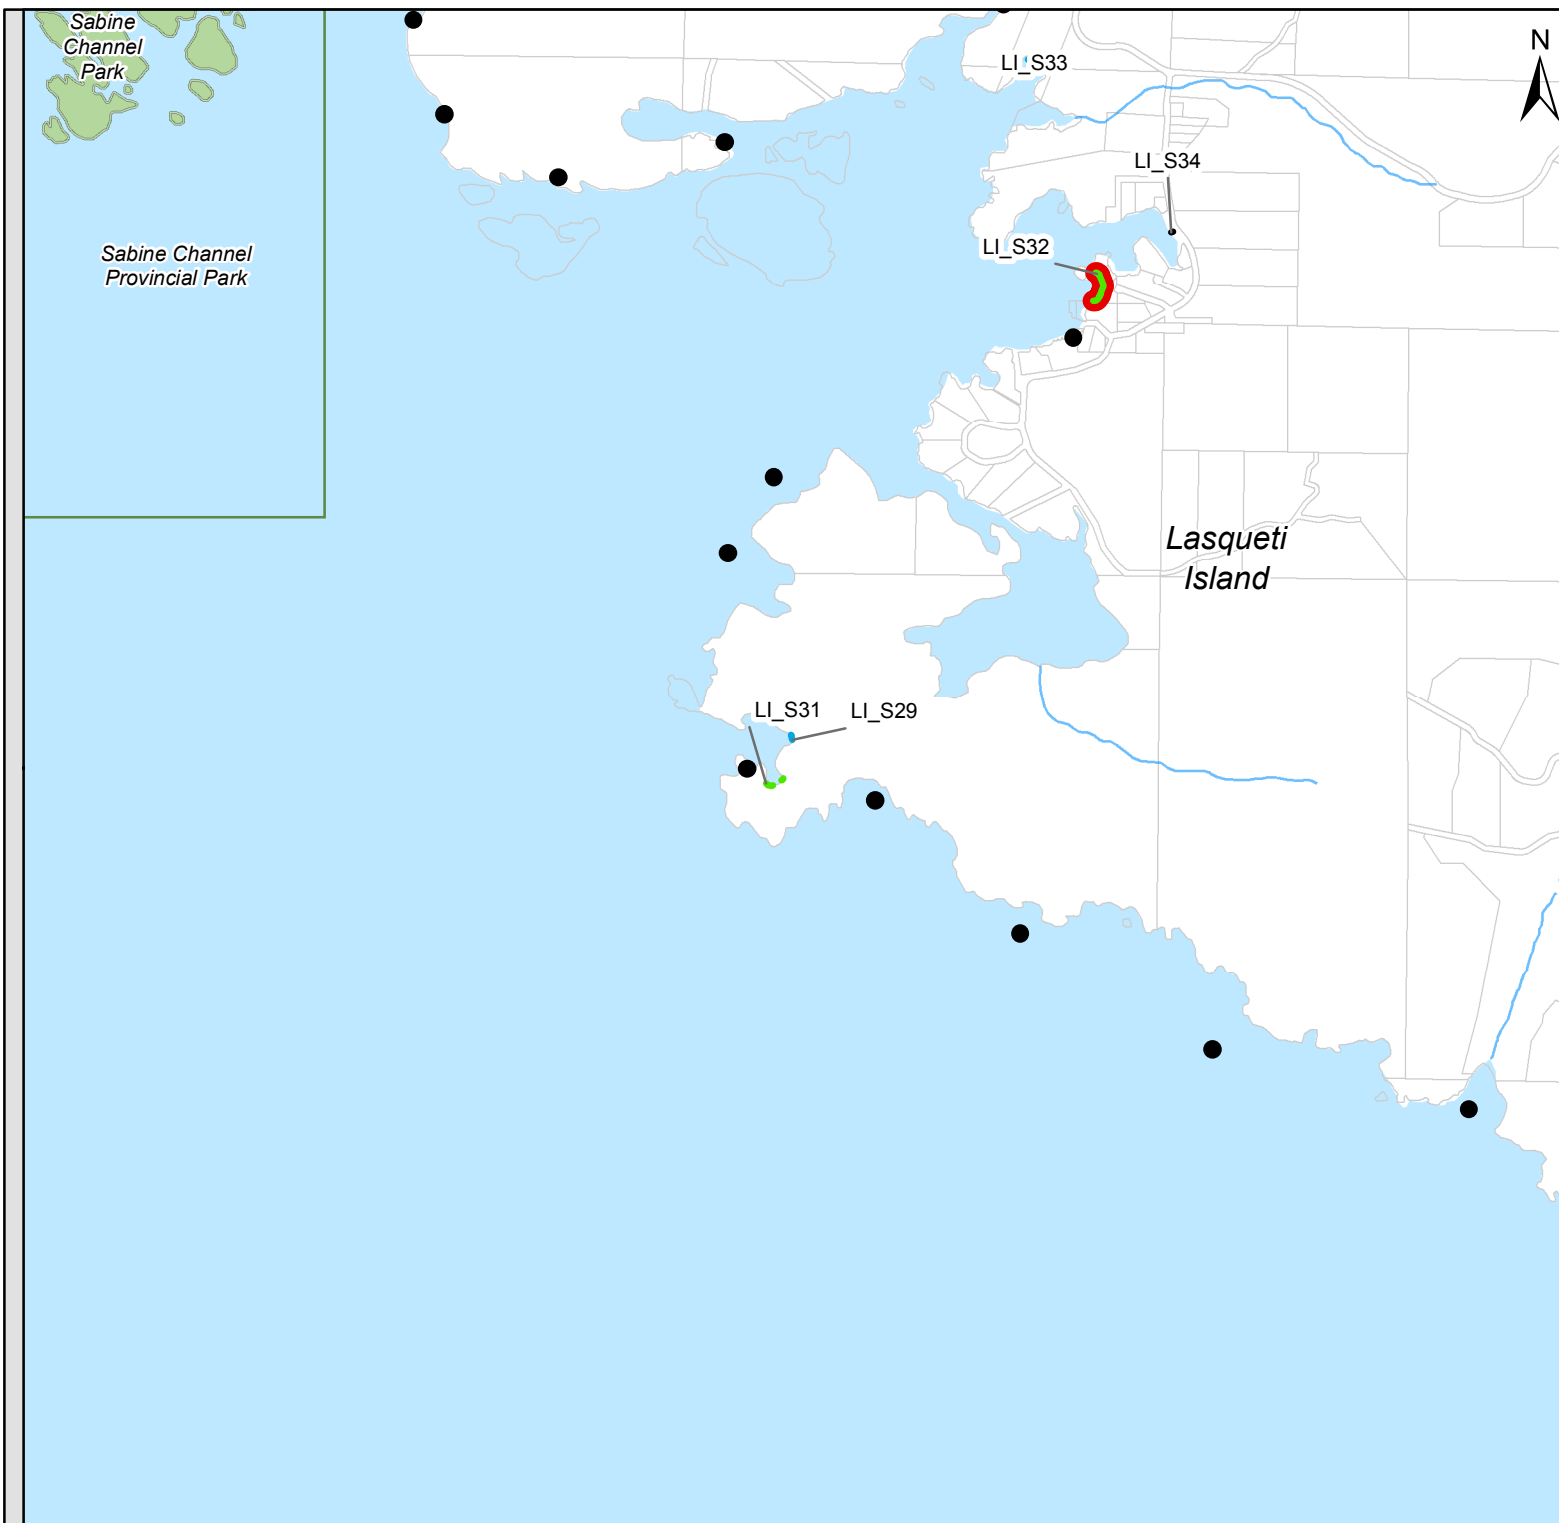 Sabine
Channel
Park
N
LI_S33
LI_S34
LI_S32
Sabine Channel
Provincial Park
Lasqueti
Island
LI_S31
LI_S29